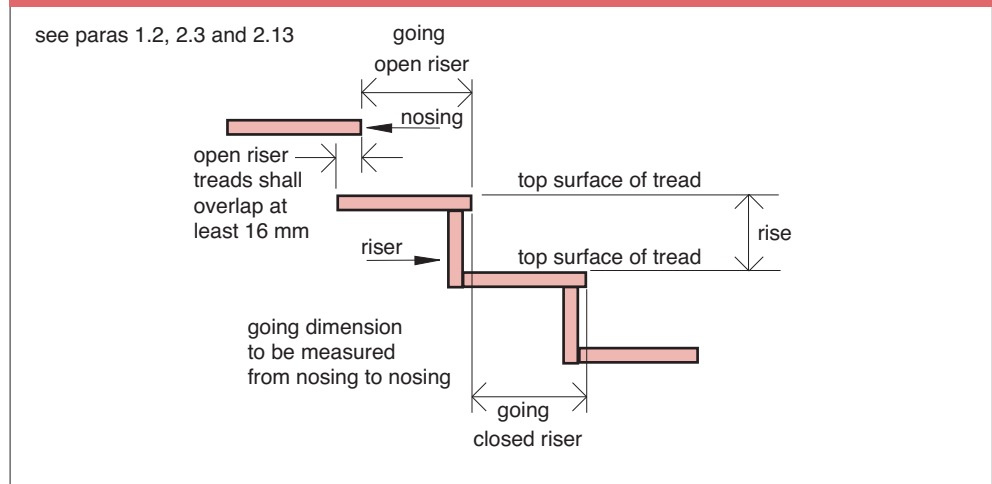 see paras 1.2, 2.3 and 2.13
going
open riser
nosing
open riser
treads shall
overlap at
least 16 mm
top surface of tread
rise
riser
top surface of tread
going dimension
to be measured
from nosing to nosing
going
closed riser